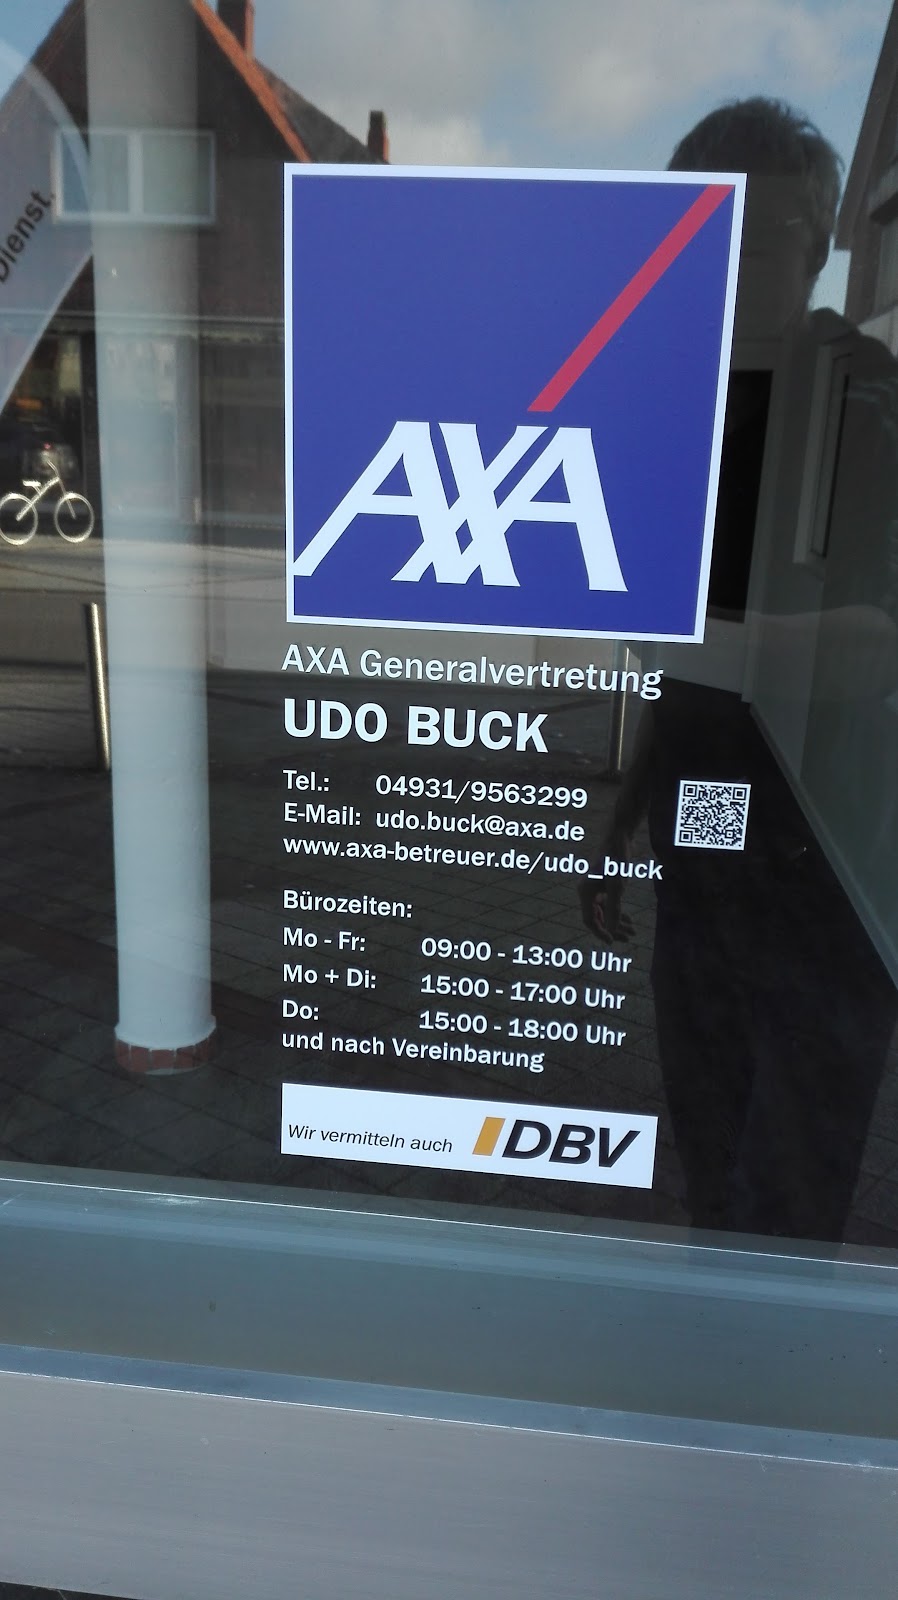 Dienst.
AXA
AXA Generalvertretung
UDO BUCK
Tel.: 04931/9563299
E-Mail: udo.buck@axa.de
www.axa-betreuer.de/udo_buck
Bürozeiten:
Mo - Fr: 09:00 - 13:00 Uhr
Mo + Di: 15:00 - 17:00 Uhr
Do: 15:00 - 18:00 Uhr
und nach Vereinbarung
Wir vermitteln auch DBV